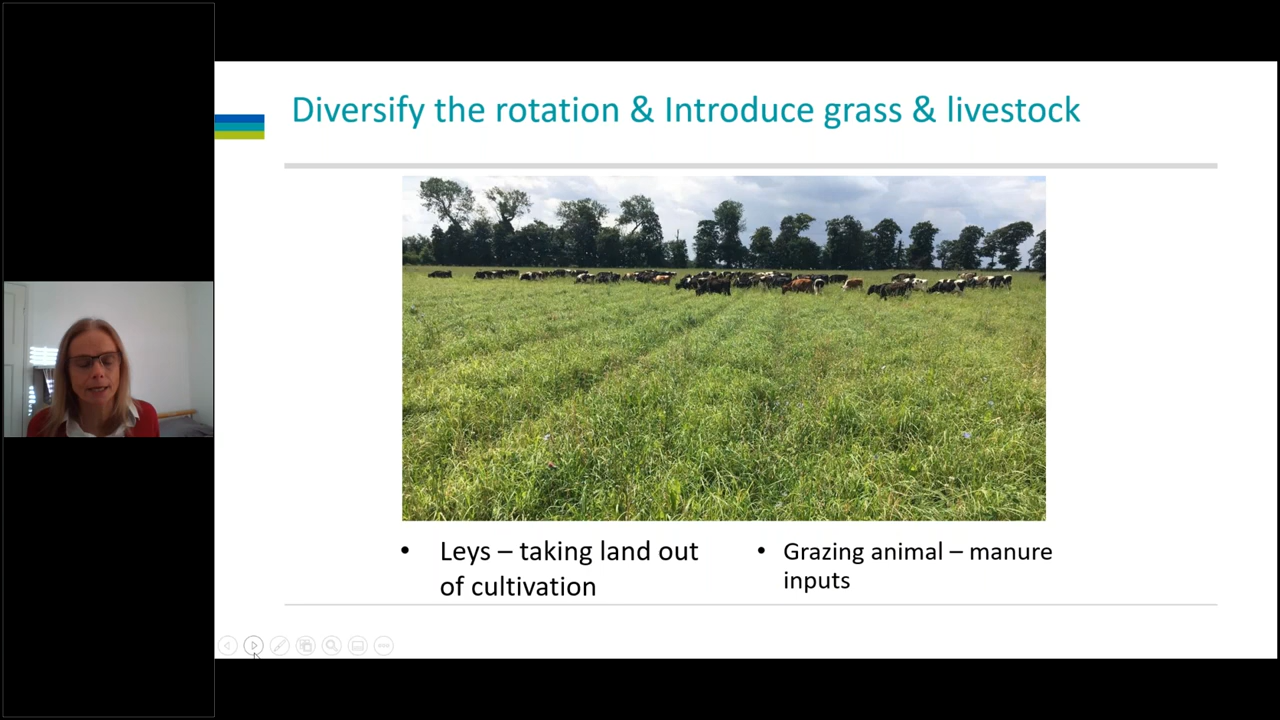 Diversify the rotation & Introduce grass & livestock
• Leys – taking land out
of cultivation
• Grazing animal – manure
inputs